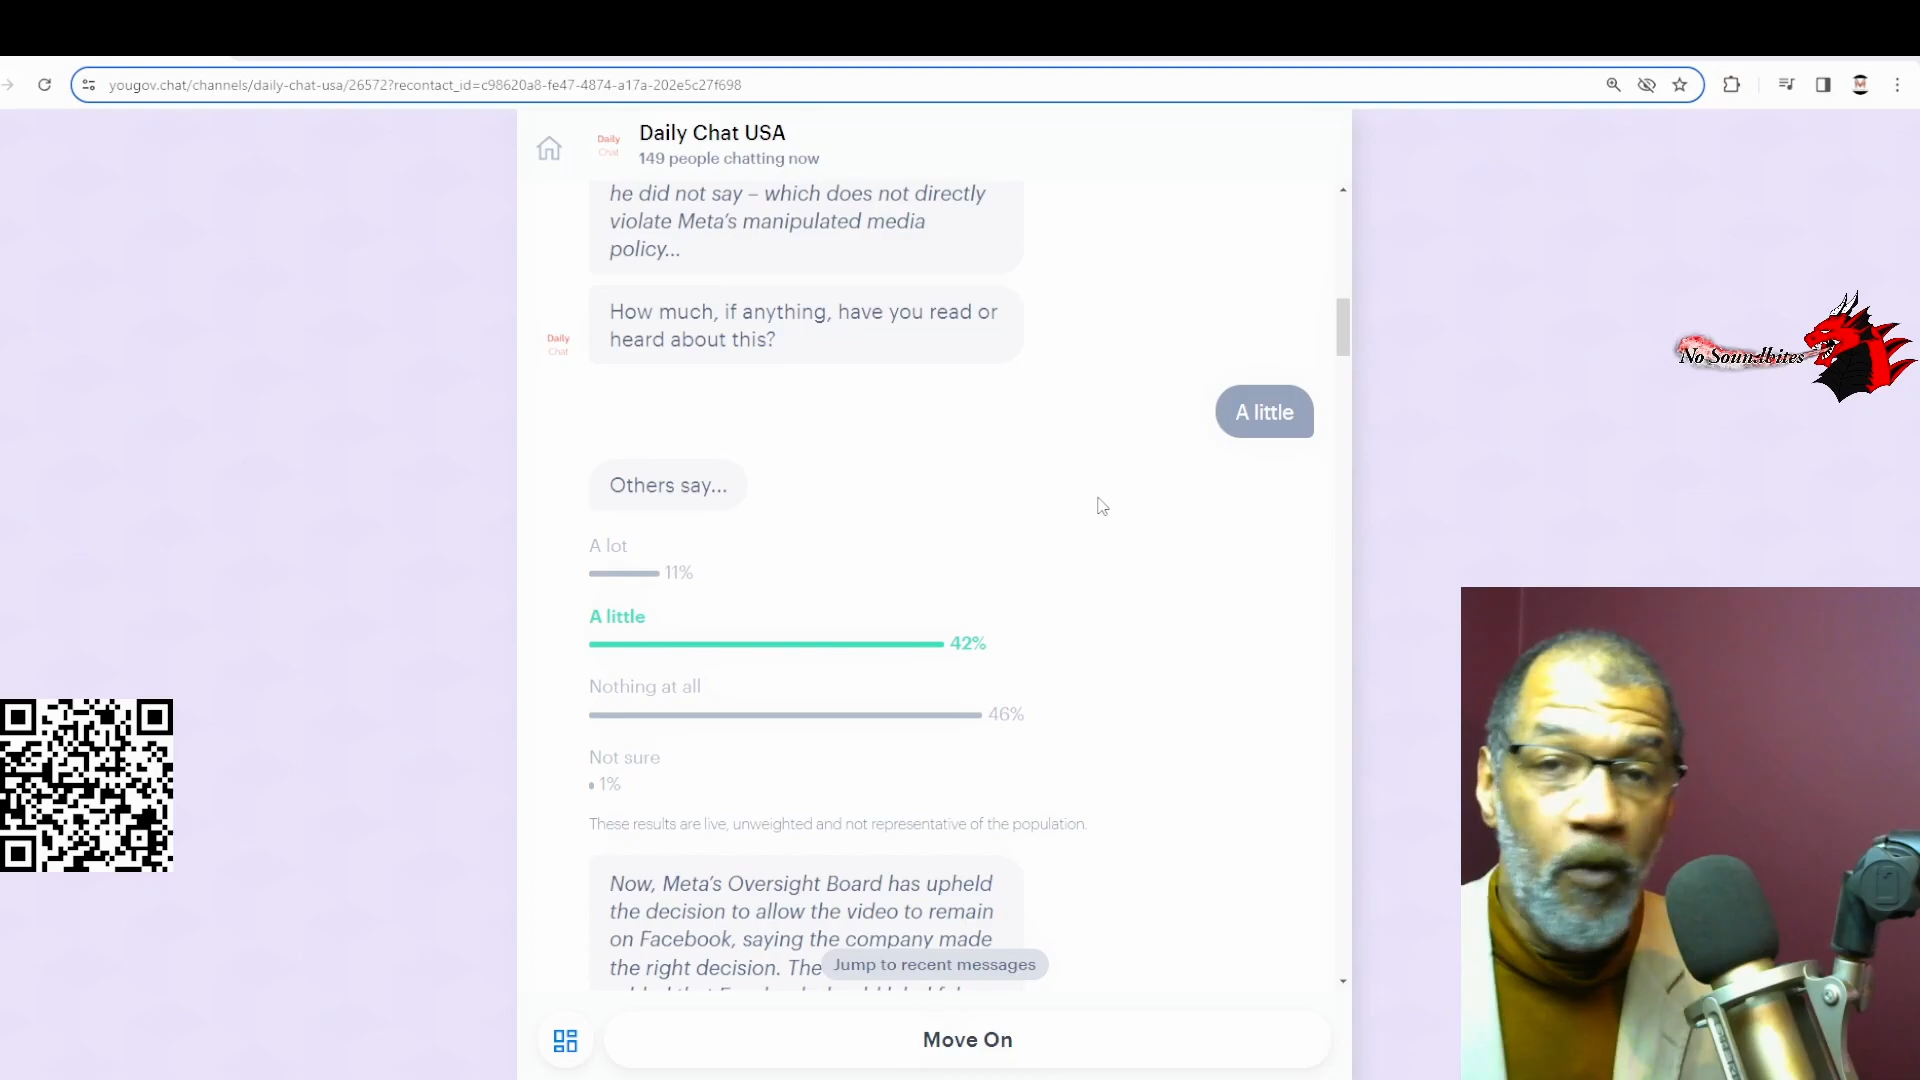 yougov.chat/channels/daily-chat-usa/26572?recontact_id=c98620a8-fe47-4874-a17a-202e5c27f698
Daily
Chat
Daily Chat USA
149 people chatting now
he did not say – which does not directly
violate Meta's manipulated media
policy...
How much, if anything, have you read or
heard about this?
Daily
Chat
A little
No Soundbites
Others say...
A lot
11%
A little
42%
Nothing at all
46%
Not sure
1%
These results are live, unweighted and not representative of the population.
Now, Meta's Oversight Board has upheld
the decision to allow the video to remain
on Facebook, saying the company made
the right decision. The
Jump to recent messages
Move On